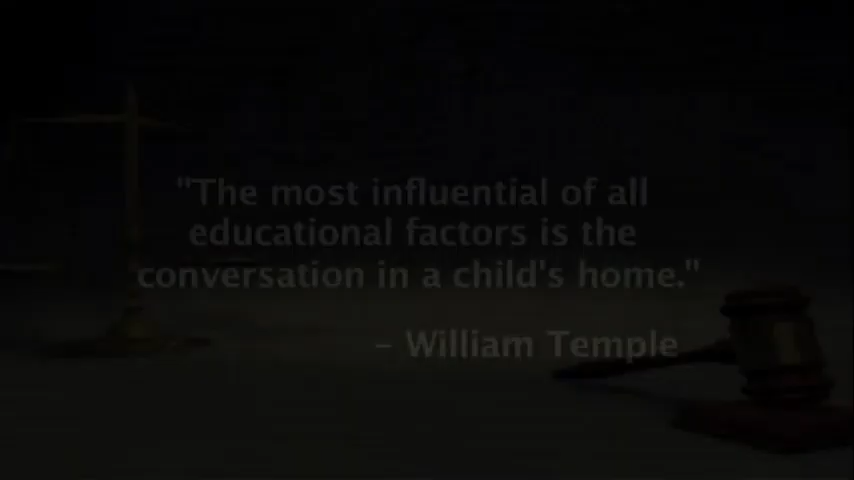 "The most influential of all
educational factors is the
conversation in a child's home."
– William Temple